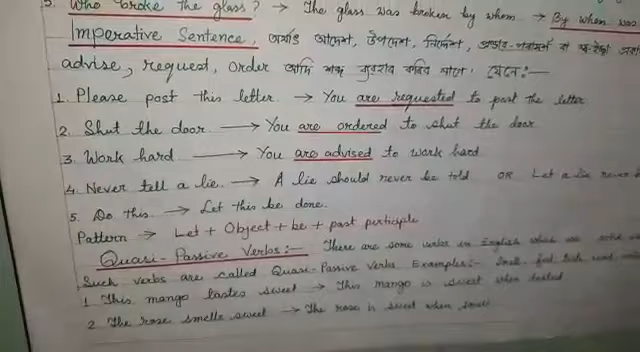 5. Who broke the glass? → The glass was broken by whom → By whom was
Imperative Sentence, অর্থাৎ আদেশ, উপদেশ, নির্দেশ,
advise, request, order আদি শব্দ ব্যবহার কৰিব লাগে. যেনে:-
1. Please post this letter → You are requested to post the letter
2. Shut the door → You are ordered to shut the door
3. Work hard → You are advised to work hard
4. Never tell a lie. → A lie should never be told OR Let a lie never b
5. Do this → Let this be done.
Pattern → Let + Object + be + past perticiple
Quasi-Passive Verbs:- There are some verbs in English which are
Such verbs are called Quasi-Passive verbs Examples:-
1. This mango tastes sweet → This mango is sweet when tasted
2. The rose smells sweet → The rose is sweet when